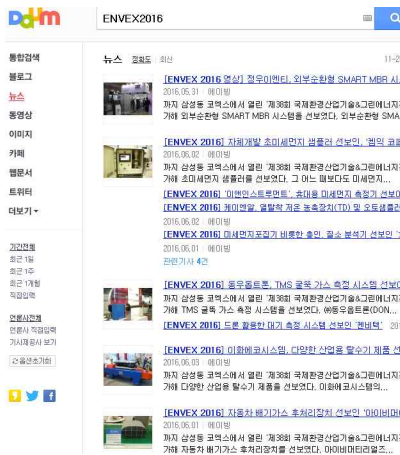 Daum
ENVEX2016
통합검색
블로그
뉴스
동영상
이미지
카페
웹문서
트위터
더보기
기간전체
최근 1일
최근 1주
최근 1개월
직접입력
언론사전체
언론사 직접입력
기사제공사 보기
옵션초기화
뉴스 정확도 | 최신 11-2
[ENVEX 2016 영상] 정우이엔티, 외부순환형 SMART MBR 시
2016.05.31 | 에이빙
까지 삼성동 코엑스에서 열린 '제38회 국제환경산업기술&그린에너지
가해 외부순환형 SMART MBR 시스템을 선보였다. 외부순환형 SMA
[ENVEX 2016] 자체개발 초미세먼지 샘플러 선보인, '켐익 코
2016.06.02 | 에이빙
까지 삼성동 코엑스에서 열린 '제38회 국제환경산업기술&그린에너지
가해 초미세먼지 샘플러를 선보였다. 그 어느 때보다도 미세먼지...
[ENVEX 2016] '미앤인스트루먼트', 휴대용 미세먼지 측정기 선보
[ENVEX 2016] 케이엔알, 열탈착 저온 농축장치(TD) 및 오토샘플러
2016.06.02 | 에이빙
[ENVEX 2016] 미세먼지포집기 비롯한 출인, 질소 분석기 선보인
2016.06.01 | 에이빙
관련기사 4건
[ENVEX 2016] 동우옵트론, TMS 굴뚝 가스 측정 시스템 선보
까지 삼성동 코엑스에서 열린 '제38회 국제환경산업기술&그린에너지
가해 TMS 굴뚝 가스 측정 시스템을 선보였다. ㈜동우옵트론(DON...
[ENVEX 2016] 드론 활용한 대기 측정 시스템 선보인 '켄비텍' 20
[ENVEX 2016] 이화에코시스템, 다양한 산업용 탈수기 제품 선
2016.06.03 | 에이빙
까지 삼성동 코엑스에서 열린 '제38회 국제환경산업기술&그린에너지
가해 다양한 산업용 탈수기 제품을 선보였다. 이화에코시스템의...
[ENVEX 2016] 자동차 배기가스 후처리장치 선보인 '아이비머
2016.06.01 | 에이빙
까지 삼성동 코엑스에서 열린 '제38회 국제환경산업기술&그린에너지
가해 자동차 배기가스 후처리장치를 선보였다. 아이비머티리얼즈...